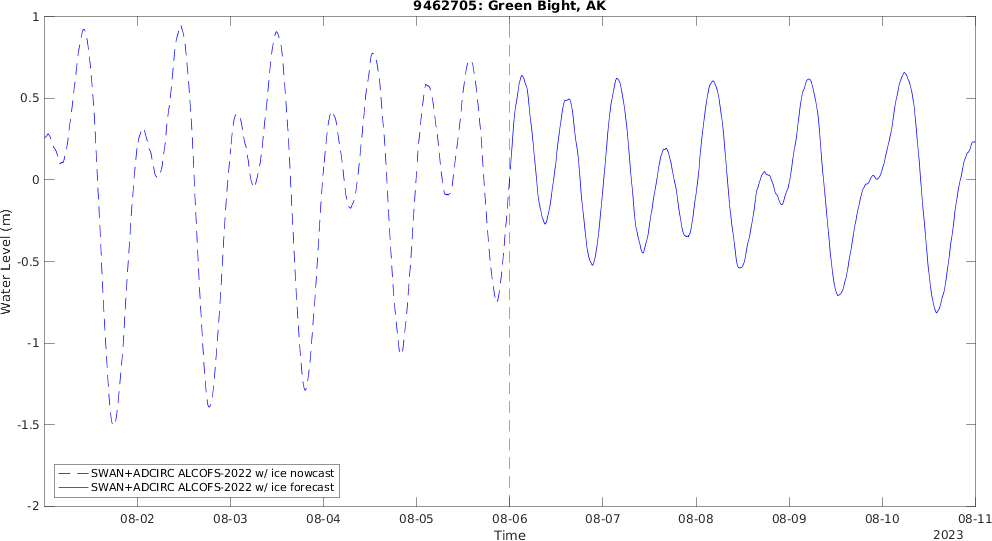 9462705: Green Bight, AK
1
0.5
0
-0.5
-1
-1.5
-2
Water Level (m)
SWAN+ADCIRC ALCOFS-2022 w/ ice nowcast
SWAN+ADCIRC ALCOFS-2022 w/ ice forecast
08-02 08-03 08-04 08-05 08-06 08-07 08-08 08-09 08-10 08-11
Time
2023